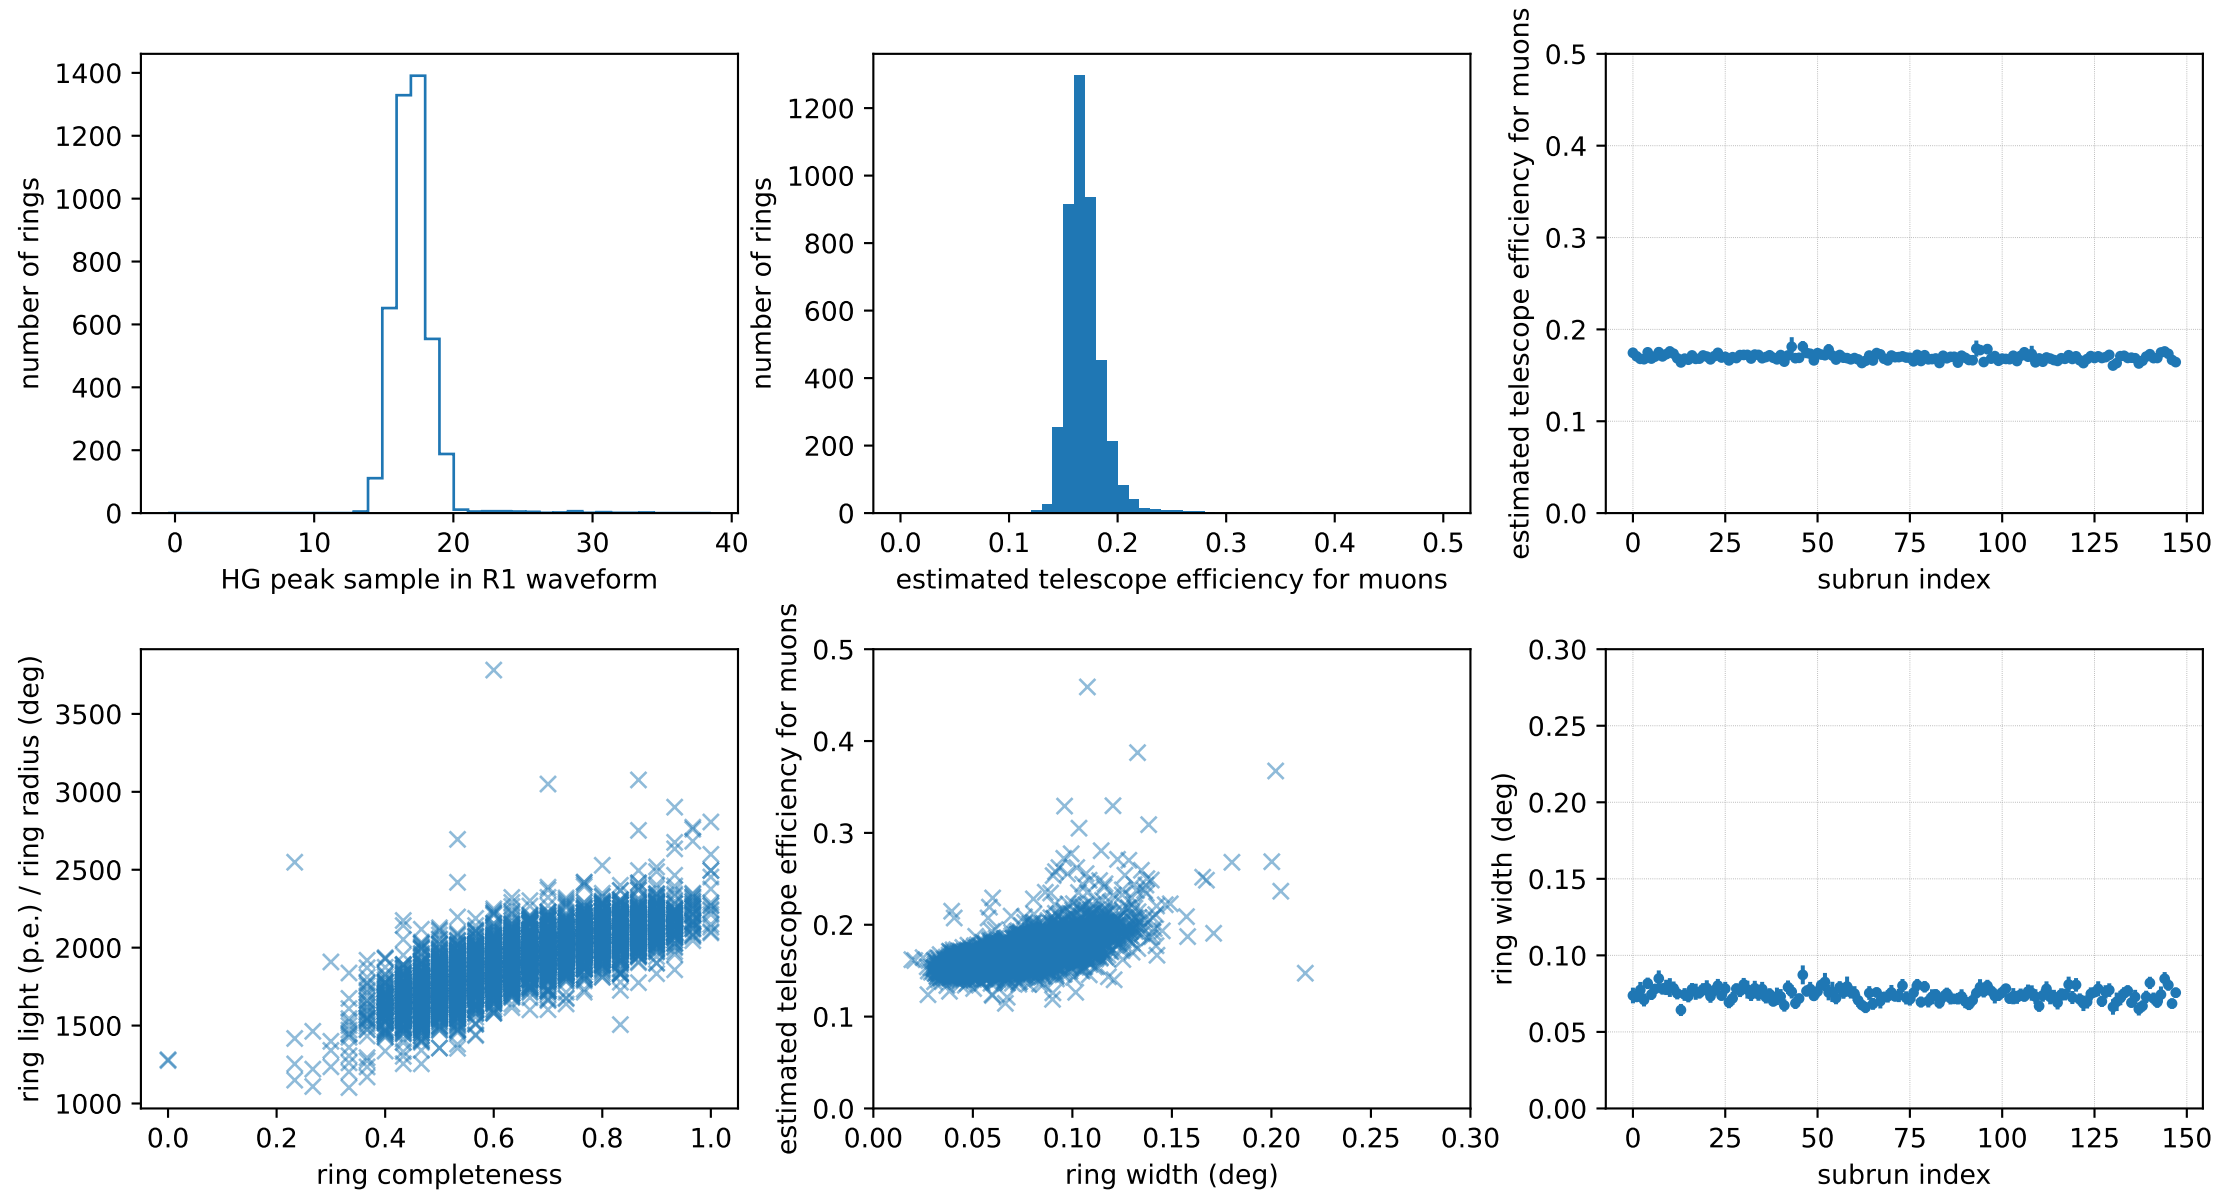 1400
1200
1000
800
600
400
200
0
number of rings
0 10 20 30 40
HG peak sample in R1 waveform
1200
1000
800
600
400
200
0
number of rings
0.0 0.1 0.2 0.3 0.4 0.5
estimated telescope efficiency for muons
0.5
0.4
0.3
0.2
0.1
0.0
estimated telescope efficiency for muons
0 25 50 75 100 125 150
subrun index
3500
3000
2500
2000
1500
1000
ring light (p.e.) / ring radius (deg)
0.0 0.2 0.4 0.6 0.8 1.0
ring completeness
0.5
0.4
0.3
0.2
0.1
0.0
estimated telescope efficiency for muons
0.00 0.05 0.10 0.15 0.20 0.25 0.30
ring width (deg)
0.30
0.25
0.20
0.15
0.10
0.05
0.00
ring width (deg)
0 25 50 75 100 125 150
subrun index